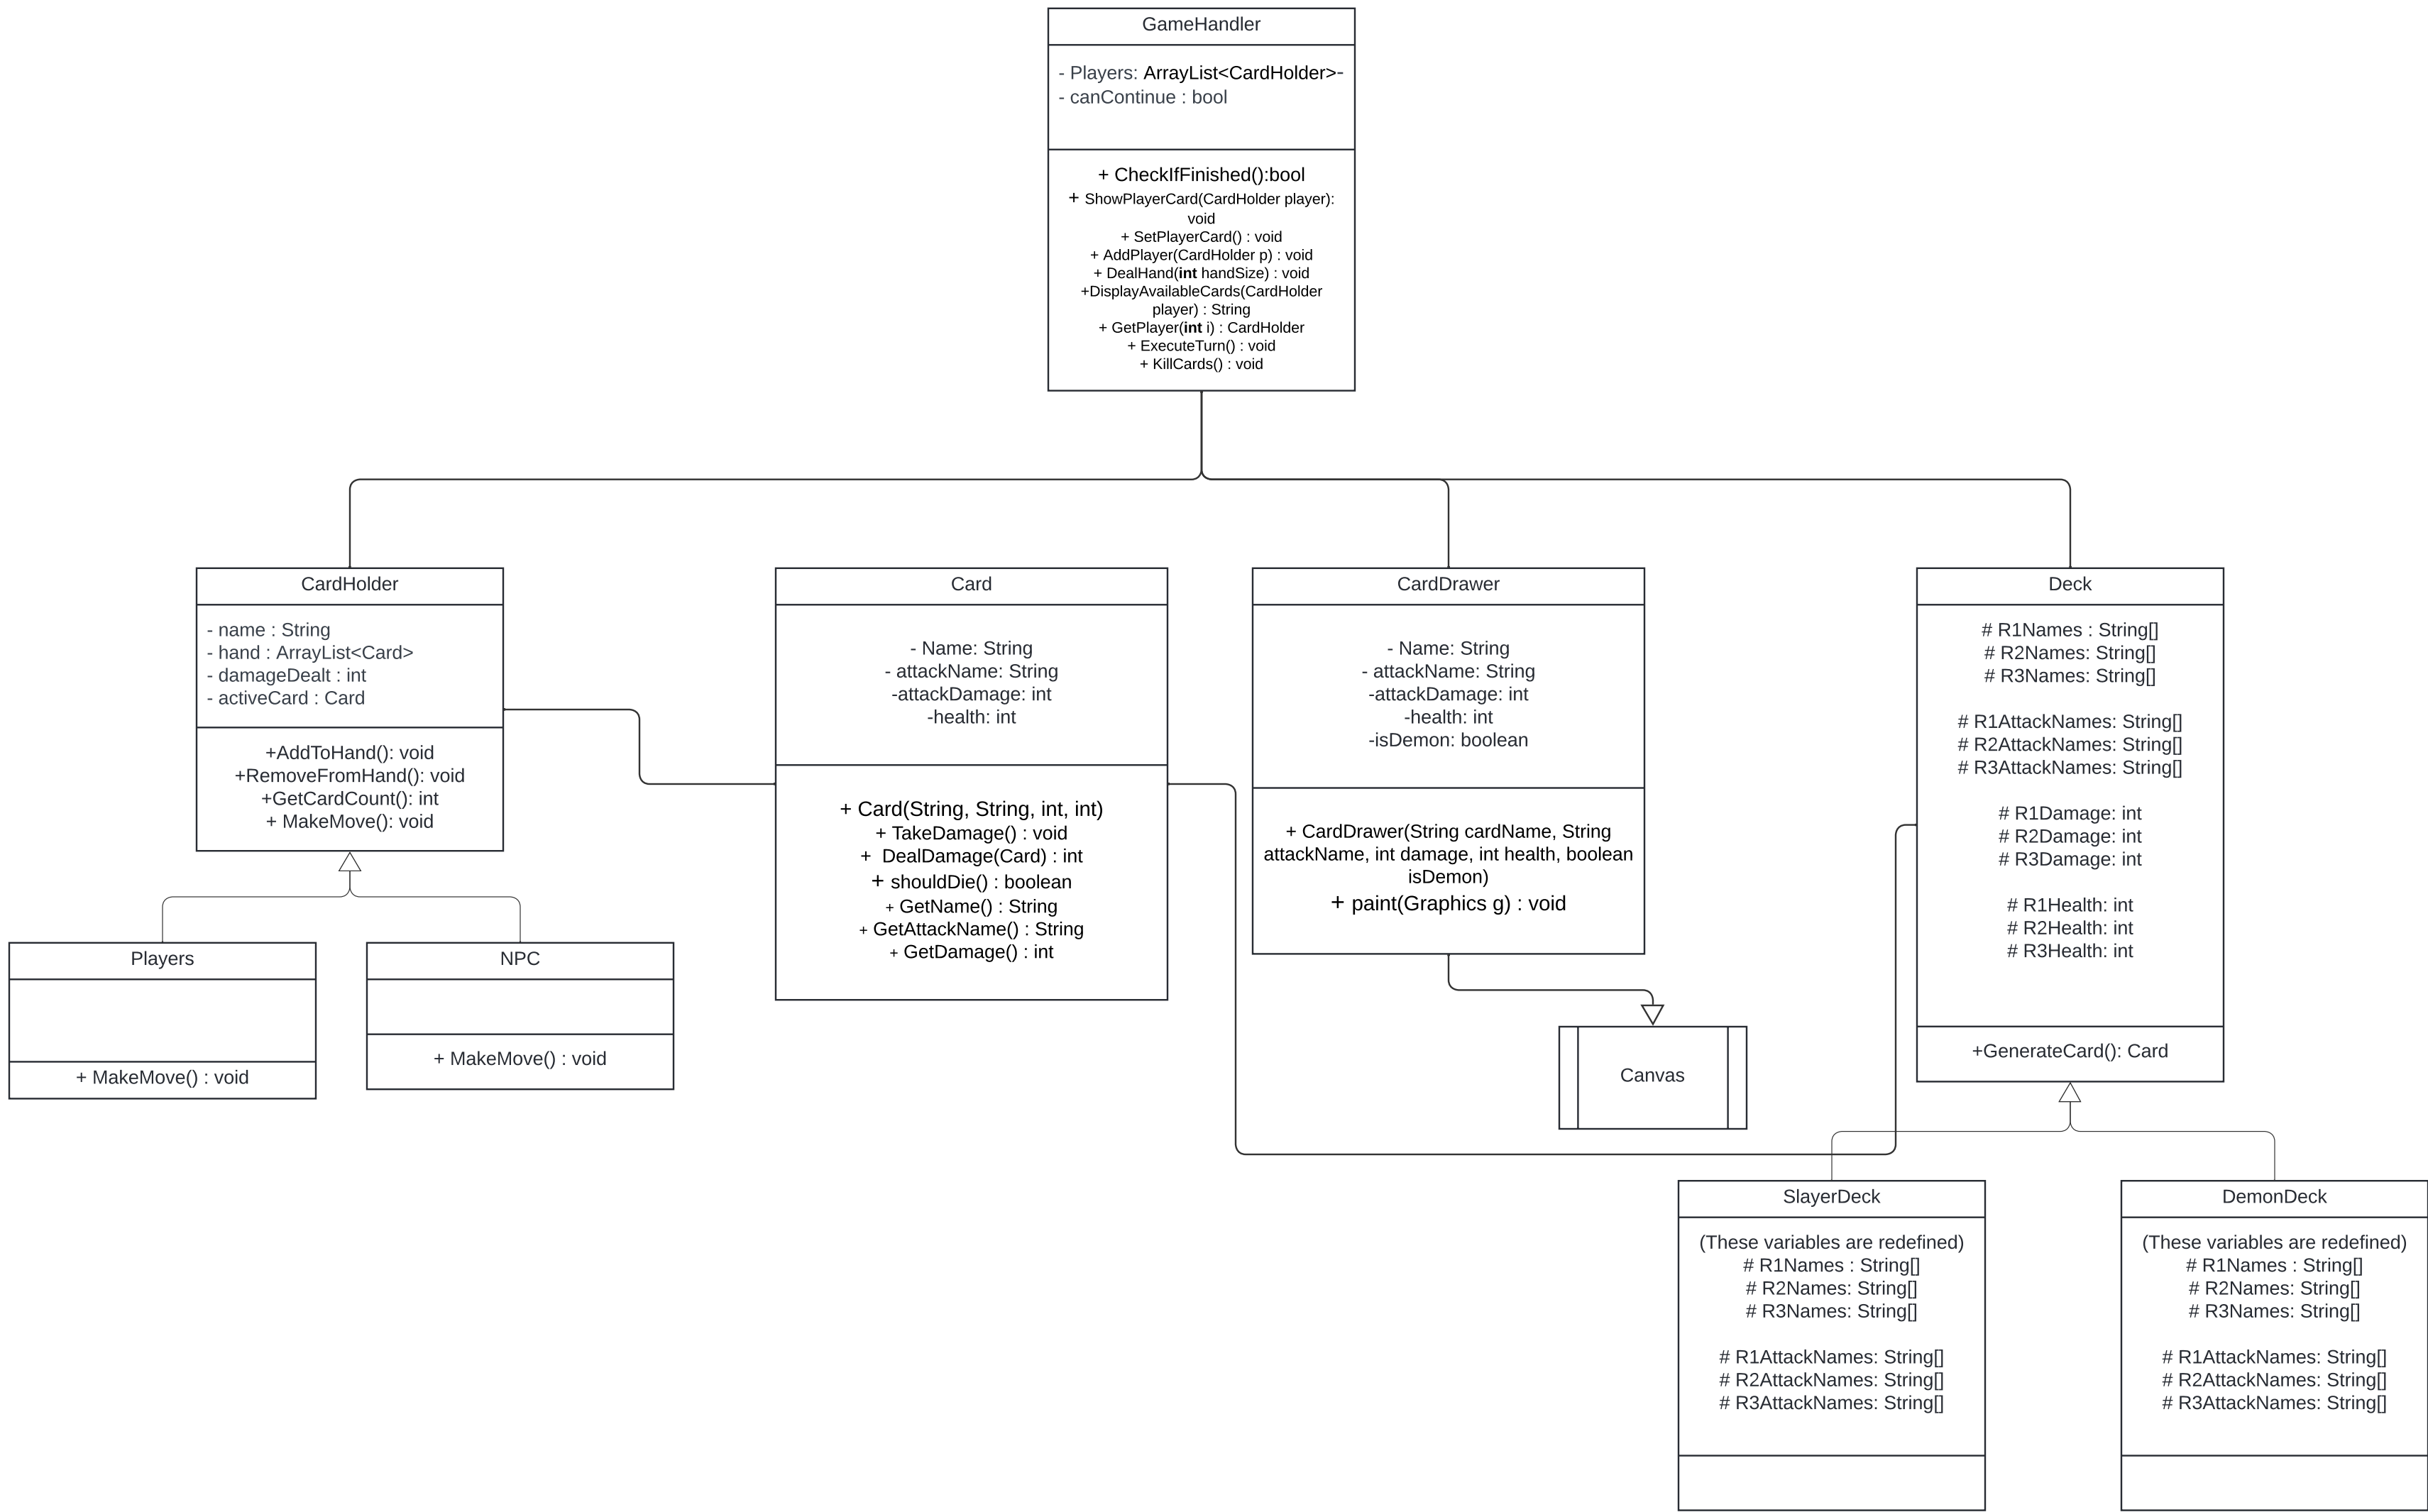 GameHandler
- Players: ArrayList<CardHolder>-
- canContinue : bool
+ CheckIfFinished():bool
+ ShowPlayerCard(CardHolder player):
void
+ SetPlayerCard() : void
+ AddPlayer(CardHolder p) : void
+ DealHand(int handSize) : void
+DisplayAvailableCards(CardHolder
player) : String
+ GetPlayer(int i) : CardHolder
+ ExecuteTurn() : void
+ KillCards() : void
CardHolder
- name : String
- hand : ArrayList<Card>
- damageDealt : int
- activeCard : Card
+AddToHand(): void
+RemoveFromHand(): void
+GetCardCount(): int
+ MakeMove(): void
Card
- Name: String
- attackName: String
-attackDamage: int
-health: int
+ Card(String, String, int, int)
+ TakeDamage() : void
+  DealDamage(Card) : int
+ shouldDie() : boolean
+ GetName() : String
+ GetAttackName() : String
+ GetDamage() : int
CardDrawer
- Name: String
- attackName: String
-attackDamage: int
-health: int
-isDemon: boolean
+ CardDrawer(String cardName, String
attackName, int damage, int health, boolean
isDemon)
+ paint(Graphics g) : void
Deck
# R1Names : String[]
# R2Names: String[]
# R3Names: String[]
# R1AttackNames: String[]
# R2AttackNames: String[]
# R3AttackNames: String[]
# R1Damage: int
# R2Damage: int
# R3Damage: int
# R1Health: int
# R2Health: int
# R3Health: int
+GenerateCard(): Card
Players
+ MakeMove() : void
NPC
+ MakeMove() : void
Canvas
SlayerDeck
(These variables are redefined)
# R1Names : String[]
# R2Names: String[]
# R3Names: String[]
# R1AttackNames: String[]
# R2AttackNames: String[]
# R3AttackNames: String[]
DemonDeck
(These variables are redefined)
# R1Names : String[]
# R2Names: String[]
# R3Names: String[]
# R1AttackNames: String[]
# R2AttackNames: String[]
# R3AttackNames: String[]